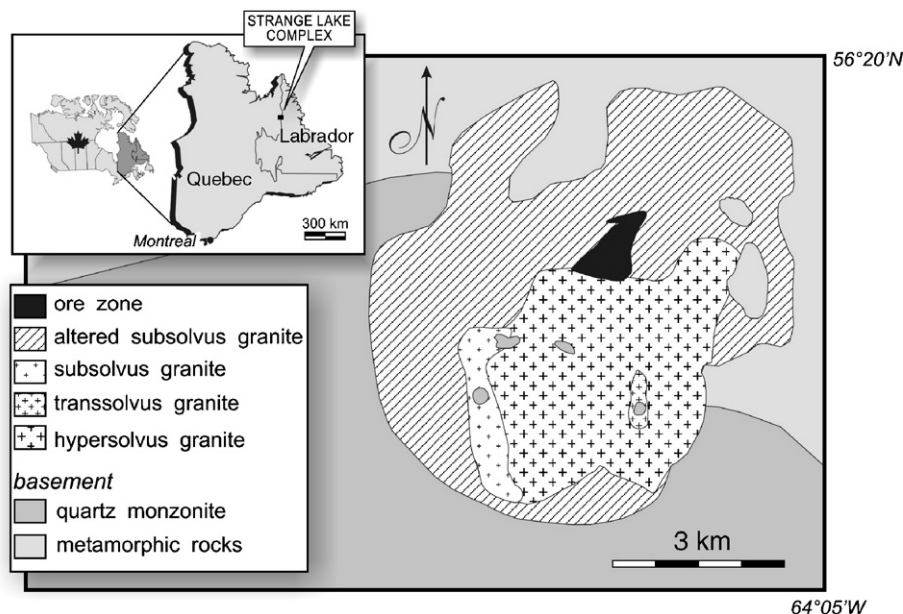 STRANGE LAKE
COMPLEX
56°20'N
N
Labrador
Quebec
300 km
Montreal
ore zone
altered subsolvus granite
subsolvus granite
transsolvus granite
hypersolvus granite
basement
quartz monzonite
metamorphic rocks
3 km
64°05'W